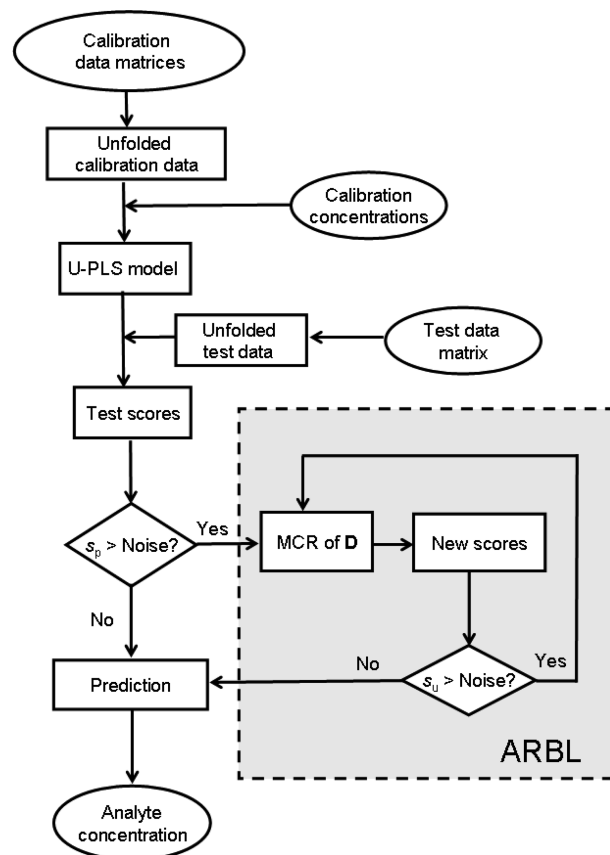 Calibration
data matrices
Unfolded
calibration data
Calibration
concentrations
U-PLS model
Unfolded
test data
Test data
matrix
Test scores
sp > Noise?
Yes
MCR of D
New scores
No
No
su > Noise?
Yes
Prediction
ARBL
Analyte
concentration